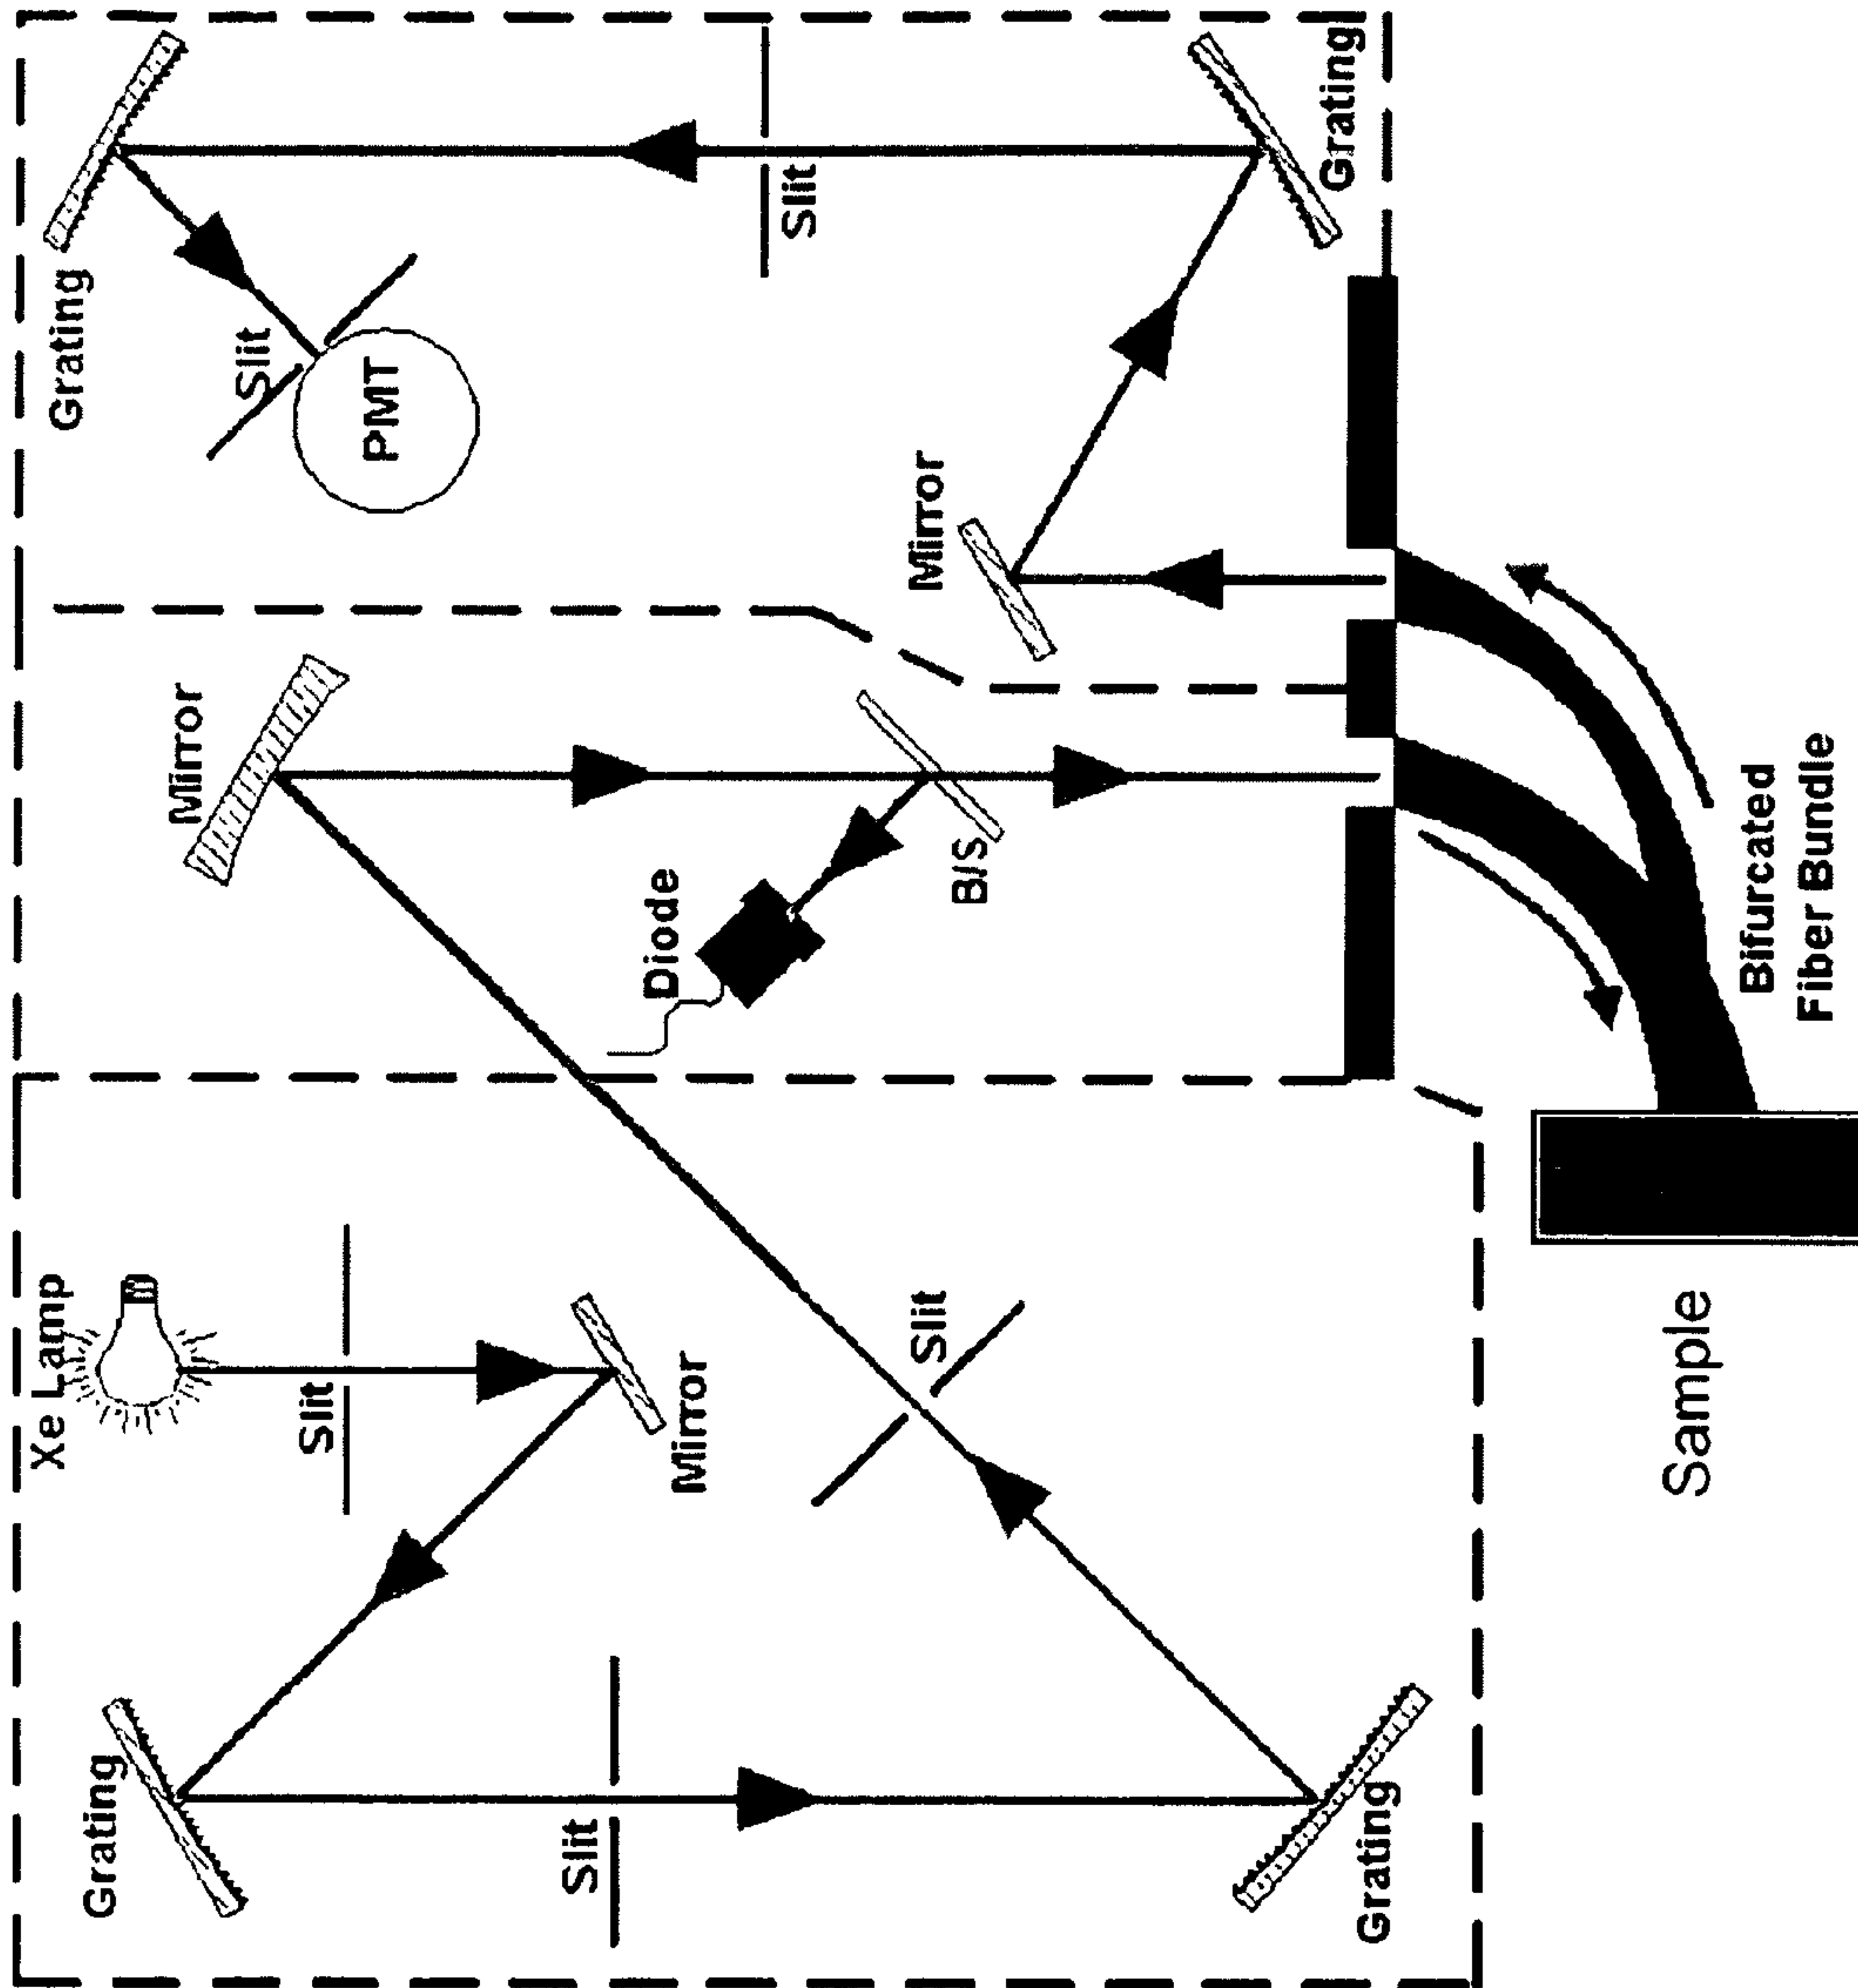 Xe Lamp
Slit
Mirror
Grating
Slit
Grating
Slit
Mirror
Diode
B/S
Mirror
Grating
Slit
Grating
Slit
PMT
Bifurcated
Fiber Bundle
Sample